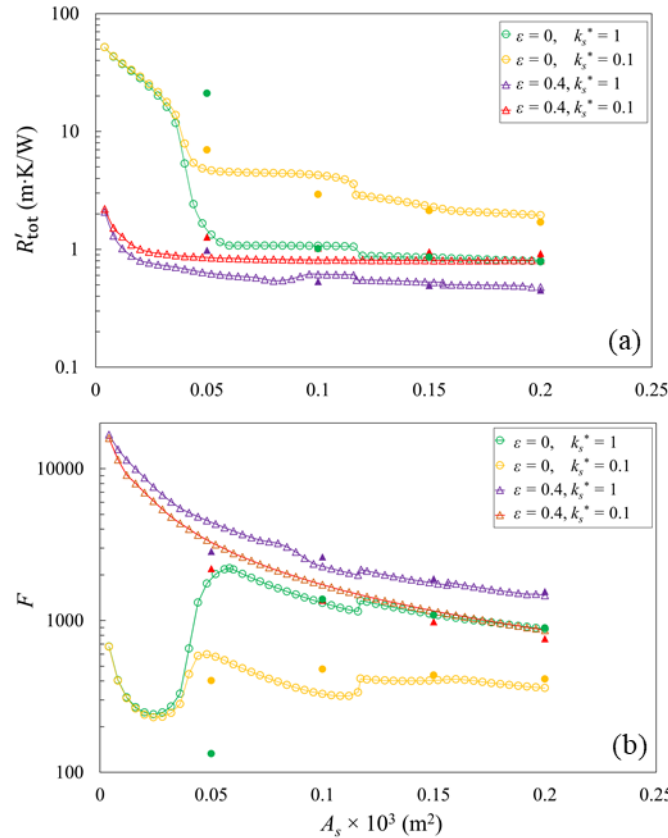 (a)
R′tot (m·K/W)
100
10
1
0.1
ε = 0, ks* = 1
ε = 0, ks* = 0.1
ε = 0.4, ks* = 1
ε = 0.4, ks* = 0.1
0 0.05 0.1 0.15 0.2 0.25
(b)
F
10000
1000
100
ε = 0, ks* = 1
ε = 0, ks* = 0.1
ε = 0.4, ks* = 1
ε = 0.4, ks* = 0.1
0 0.05 0.1 0.15 0.2 0.25
As × 10³ (m²)